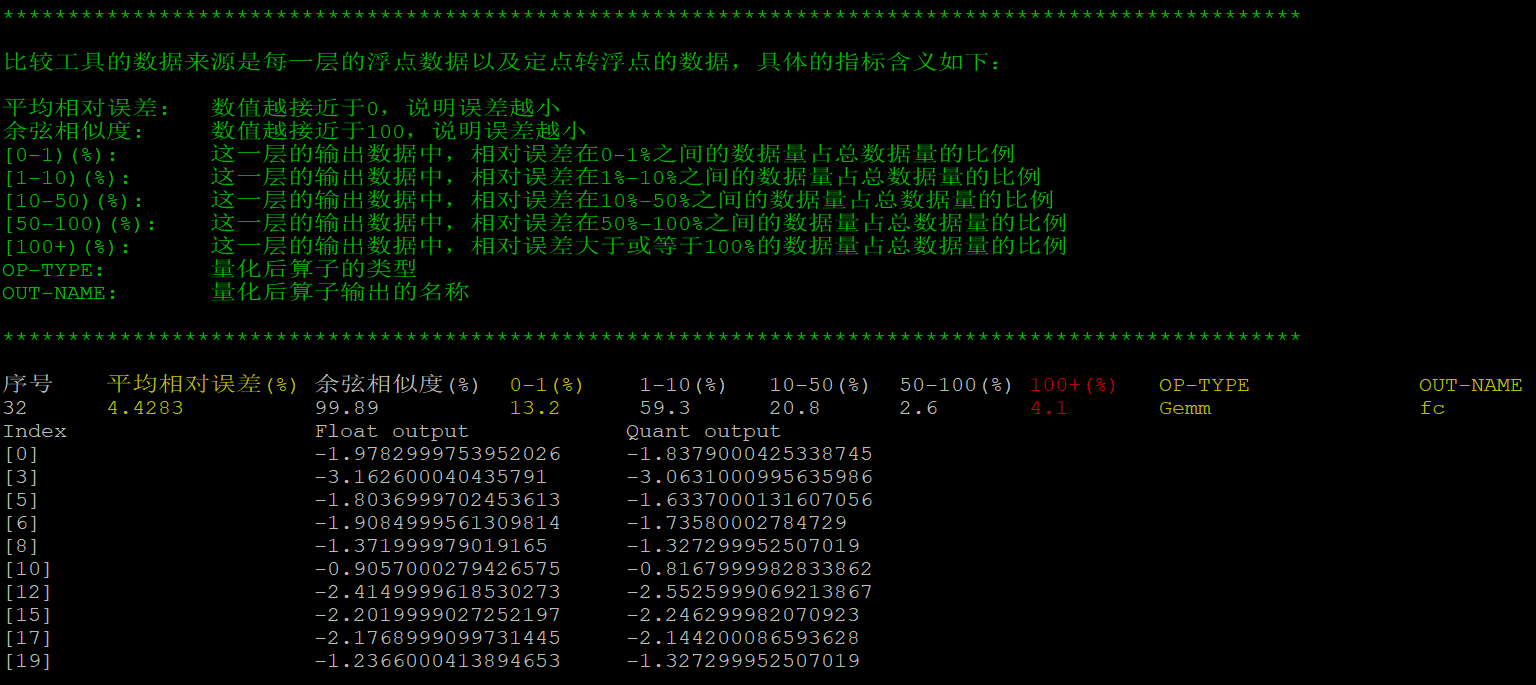 ****************************************************************************************************
比较工具的数据来源是每一层的浮点数据以及定点转浮点的数据，具体的指标含义如下：
平均相对误差： 数值越接近于0，说明误差越小
余弦相似度： 数值越接近于100，说明误差越小
[0-1)(%): 这一层的输出数据中，相对误差在0-1%之间的数据量占总数据量的比例
[1-10)(%): 这一层的输出数据中，相对误差在1%-10%之间的数据量占总数据量的比例
[10-50)(%): 这一层的输出数据中，相对误差在10%-50%之间的数据量占总数据量的比例
[50-100)(%): 这一层的输出数据中，相对误差在50%-100%之间的数据量占总数据量的比例
[100+)(%): 这一层的输出数据中，相对误差大于或等于100%的数据量占总数据量的比例
OP-TYPE: 量化后算子的类型
OUT-NAME: 量化后算子输出的名称
****************************************************************************************************
序号 平均相对误差(%) 余弦相似度(%) 0-1(%) 1-10(%) 10-50(%) 50-100(%) 100+(%) OP-TYPE OUT-NAME
32 4.4283 99.89 13.2 59.3 20.8 2.6 4.1 Gemm fc
Index Float output Quant output
[0] -1.9782999753952026 -1.8379000425338745
[3] -3.162600040435791 -3.0631000995635986
[5] -1.8036999702453613 -1.6337000131607056
[6] -1.9084999561309814 -1.73580002784729
[8] -1.371999979019165 -1.327299952507019
[10] -0.9057000279426575 -0.8167999982833862
[12] -2.4149999618530273 -2.5525999069213867
[15] -2.2019999027252197 -2.246299982070923
[17] -2.1768999099731445 -2.144200086593628
[19] -1.2366000413894653 -1.327299952507019